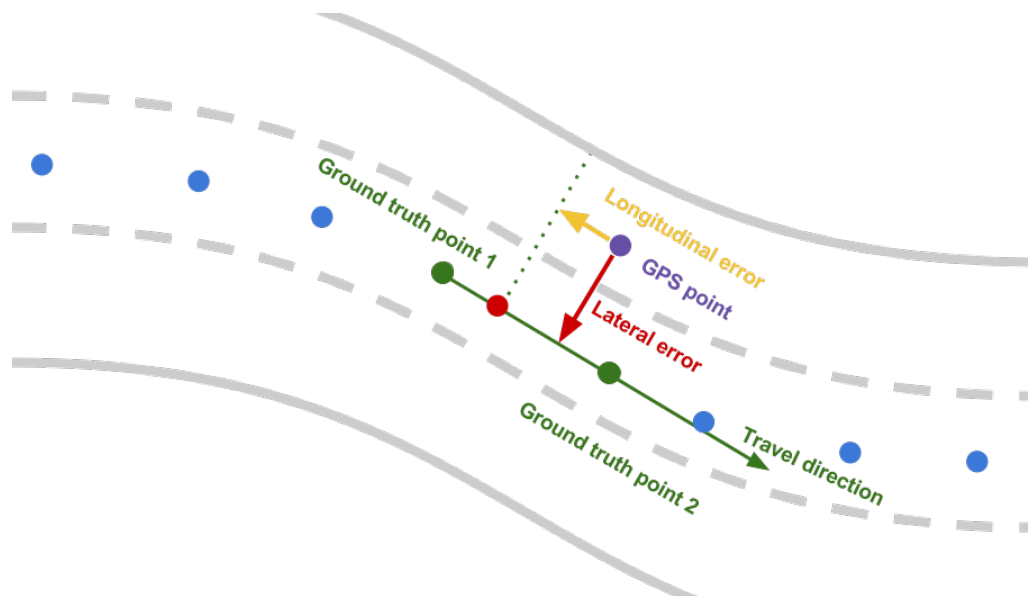 Ground truth point 1
Longitudinal error
GPS point
Lateral error
Ground truth point 2
Travel direction